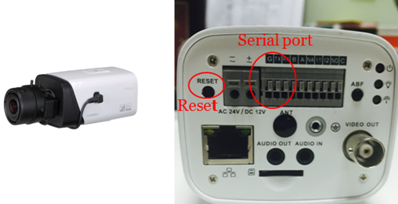 Serial port
RESET
Reset
AC 24V / DC 12V
ABF
ANT
VIDEO OUT
AUDIO OUT
AUDIO IN